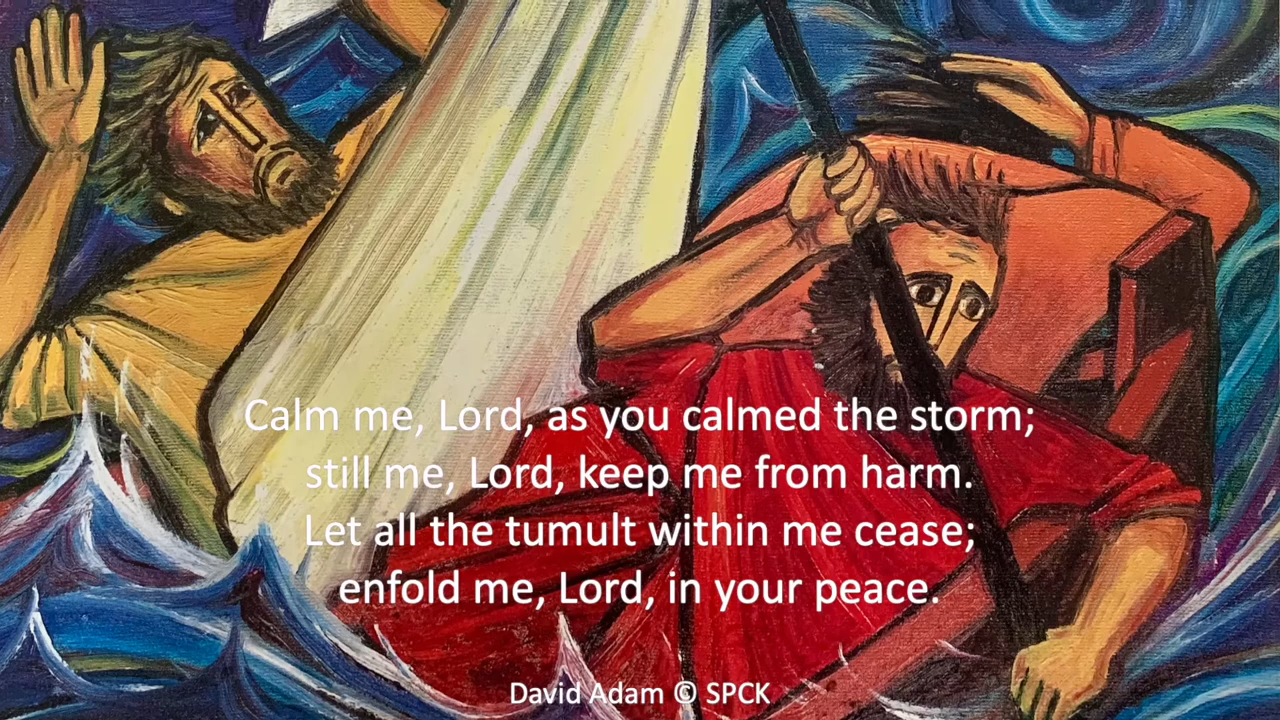 Calm me, Lord, as you calmed the storm;
still me, Lord, keep me from harm.
Let all the tumult within me cease;
enfold me, Lord, in your peace.
David Adam © SPCK